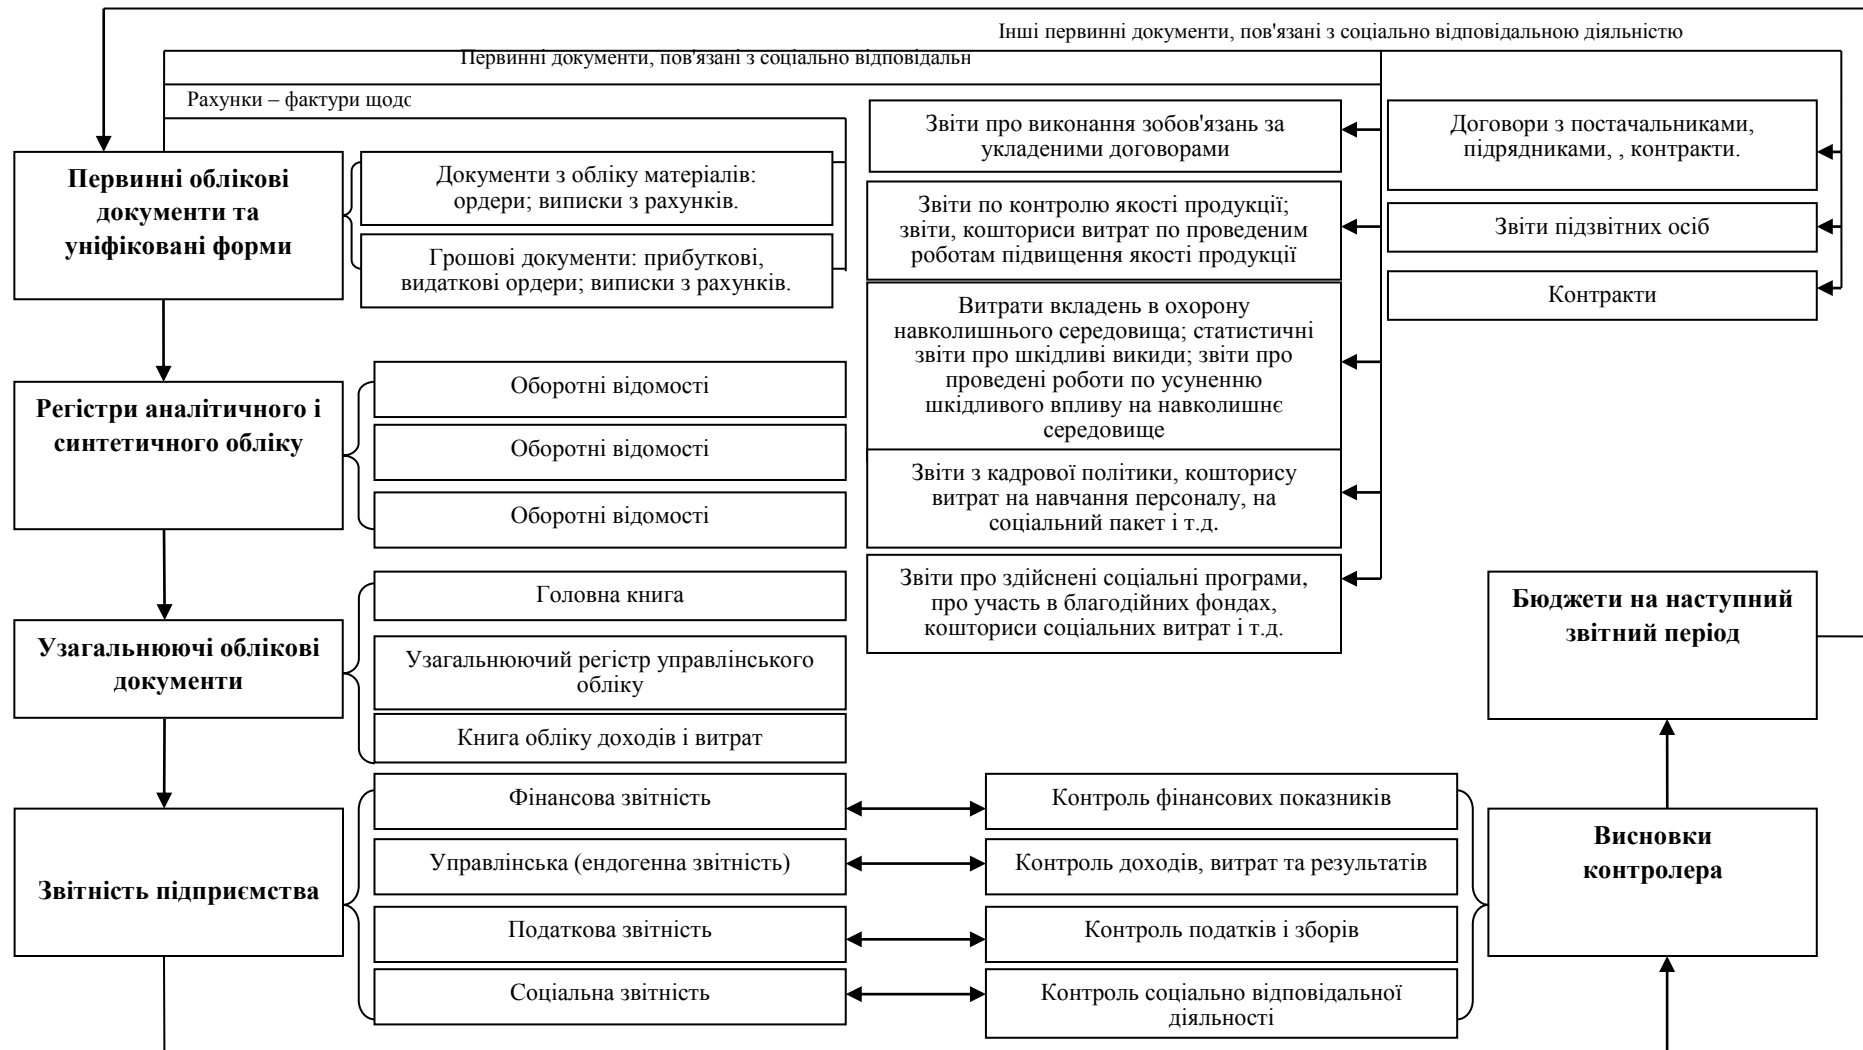 Інші первинні документи, пов'язані з соціально відповідальною діяльністю
Первинні документи, пов'язані з соціально відповідальн
Рахунки – фактури щодо
Первинні облікові
документи та
уніфіковані форми
Документи з обліку матеріалів:
ордери; виписки з рахунків.
Грошові документи: прибуткові,
видаткові ордери; виписки з рахунків.
Звіти про виконання зобов'язань за
укладеними договорами
Звіти по контролю якості продукції;
звіти, кошториси витрат по проведеним
роботам підвищення якості продукції
Витрати вкладень в охорону
навколишнього середовища; статистичні
звіти про шкідливі викиди; звіти про
проведені роботи по усуненню
шкідливого впливу на навколишнє
середовище
Звіти з кадрової політики, кошторису
витрат на навчання персоналу, на
соціальний пакет і т.д.
Звіти про здійснені соціальні програми,
про участь в благодійних фондах,
кошториси соціальних витрат і т.д.
Договори з постачальниками,
підрядниками, , контракти.
Звіти підзвітних осіб
Контракти
Регістри аналітичного і
синтетичного обліку
Оборотні відомості
Оборотні відомості
Оборотні відомості
Узагальнюючі облікові
документи
Головна книга
Узагальнюючий регістр управлінського
обліку
Книга обліку доходів і витрат
Бюджети на наступний
звітний період
Звітність підприємства
Фінансова звітність
Управлінська (ендогенна звітність)
Податкова звітність
Соціальна звітність
Контроль фінансових показників
Контроль доходів, витрат та результатів
Контроль податків і зборів
Контроль соціально відповідальної
діяльності
Висновки
контролера